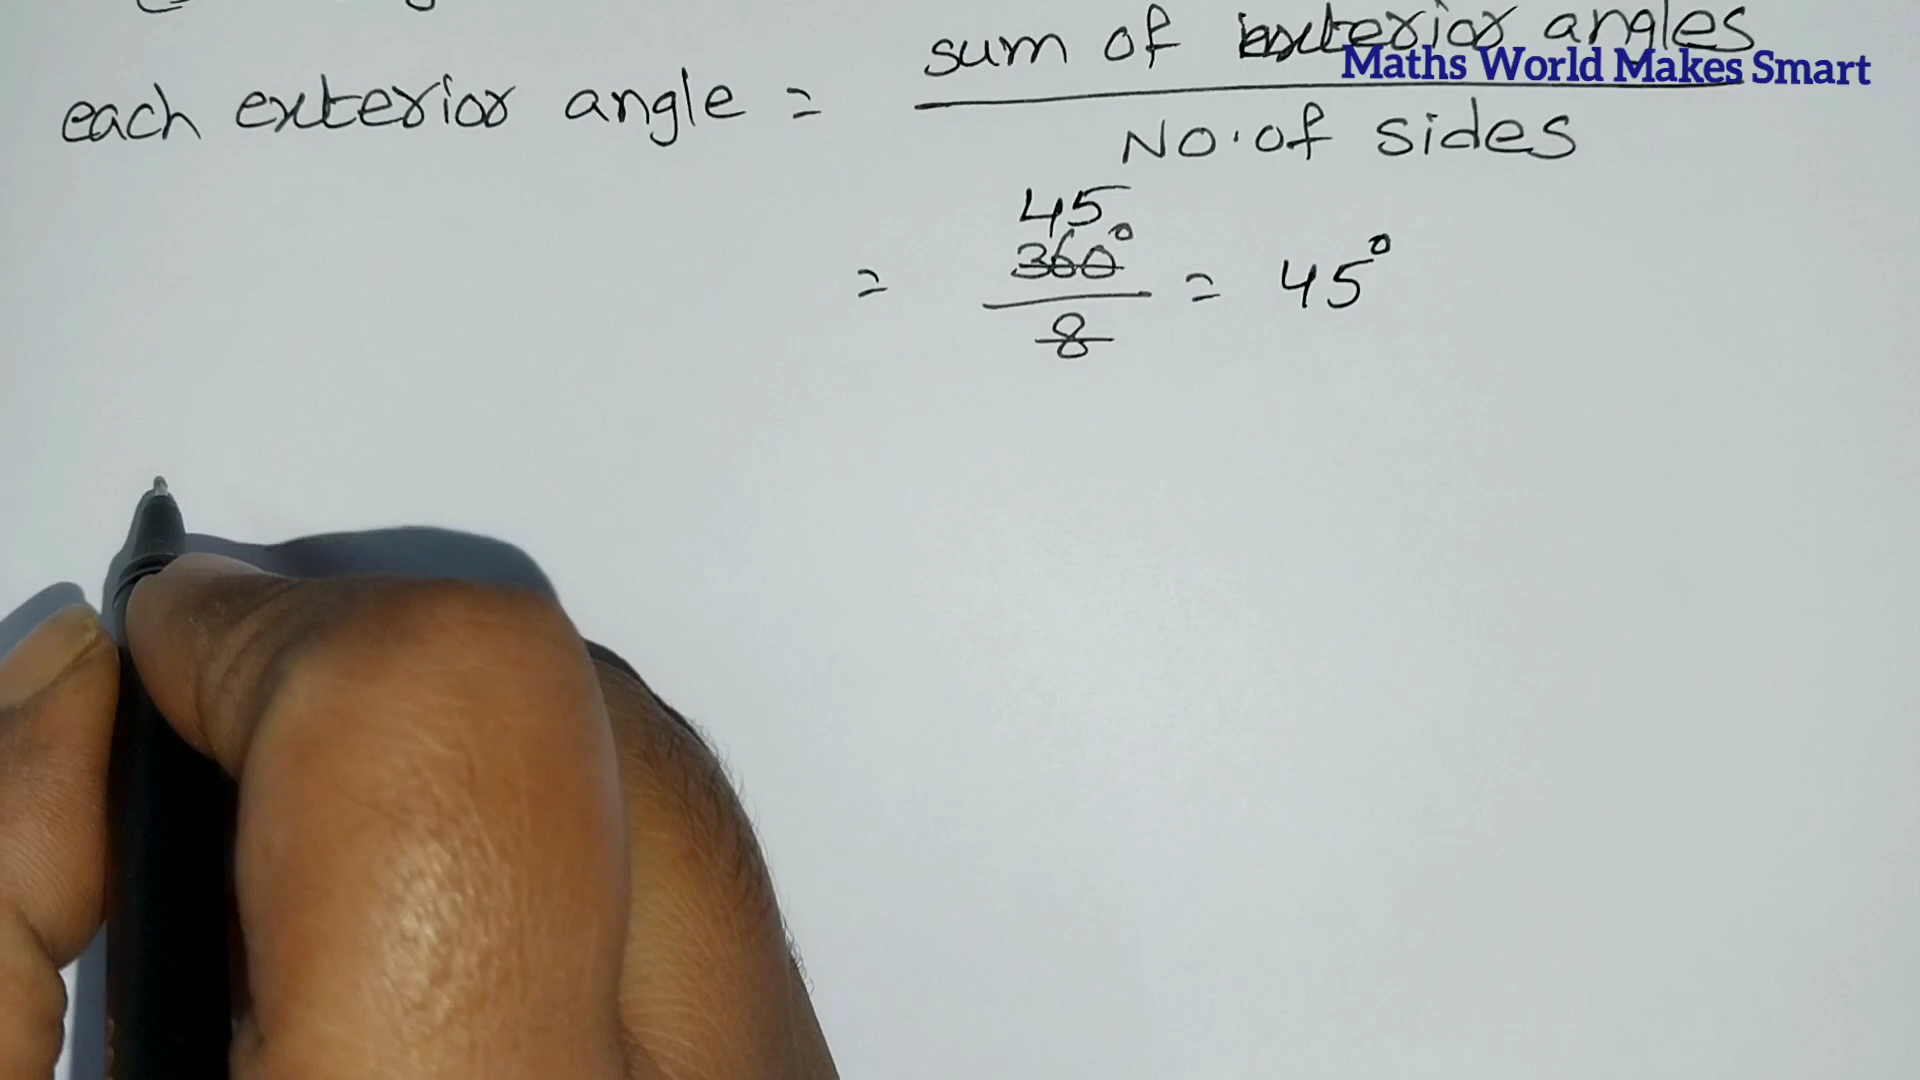 sum of exterior angles
Maths World Makes Smart
each exterior angle =
No. of sides
45
= 360° = 45°
8